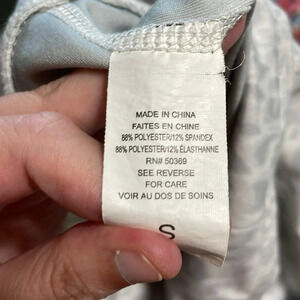 MADE IN CHINA
FAITES EN CHINE
88% POLYESTER/12% SPANDEX
88% POLYESTER/12% ÉLASTHANNE
RN# 50369
SEE REVERSE
FOR CARE
VOIR AU DOS DE SOINS
S